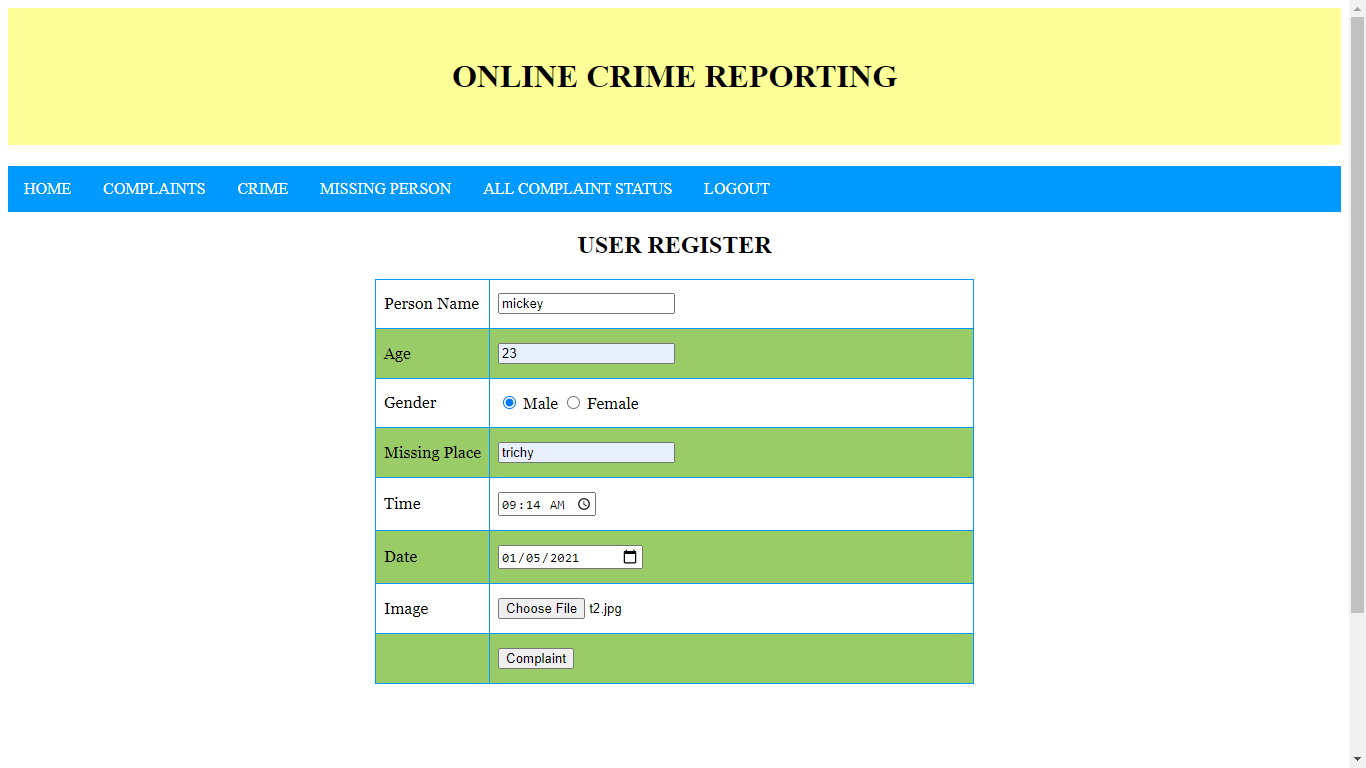 ONLINE CRIME REPORTING
HOME COMPLAINTS CRIME MISSING PERSON ALL COMPLAINT STATUS LOGOUT
USER REGISTER
Person Name mickey
Age 23
Gender Male Female
Missing Place trichy
Time 09:14 AM
Date 01/05/2021
Image Choose File t2.jpg
Complaint